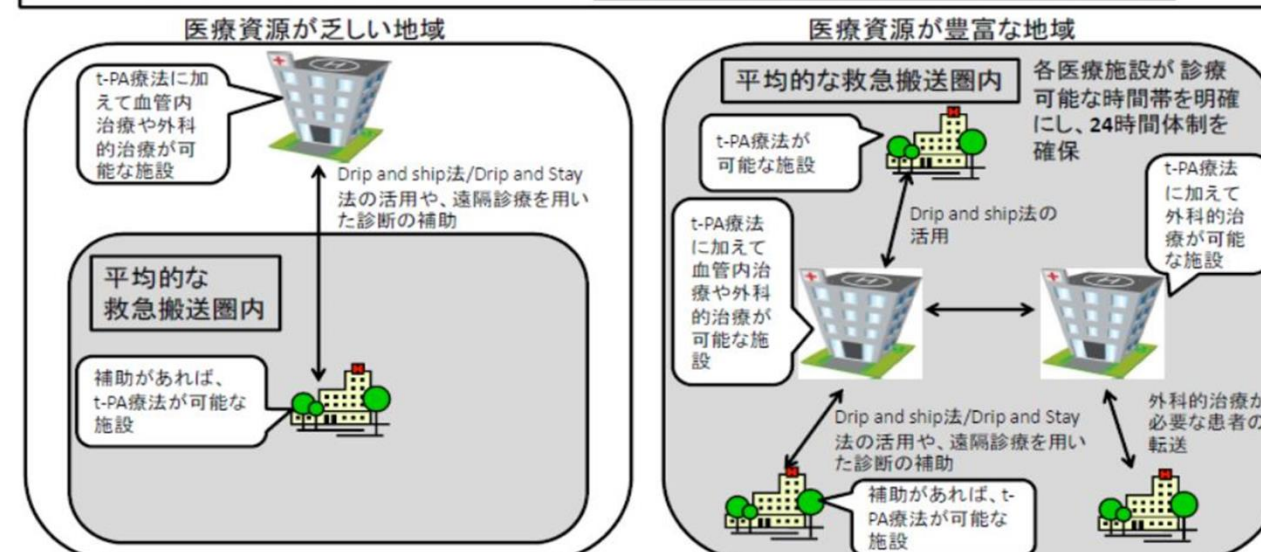 医療資源が乏しい地域
t-PA療法に加
えて血管内
治療や外科
的治療が可
能な施設
Drip and ship法/Drip and Stay
法の活用や、遠隔診療を用い
た診断の補助
平均的な
救急搬送圏内
補助があれば、
t-PA療法が可能な
施設
医療資源が豊富な地域
平均的な救急搬送圏内
各医療施設が 診療
可能な時間帯を明確
にし、24時間体制を
確保
t-PA療法が
可能な施設
Drip and ship法の
活用
t-PA療法
に加えて
血管内治
療や外科
的治療が
可能な施
設
t-PA療法
に加えて
外科的治
療が可能
な施設
Drip and ship法/Drip and Stay
法の活用や、遠隔診療を用い
た診断の補助
補助があれば、t-
PA療法が可能な
施設
外科的治療が
必要な患者の
転送